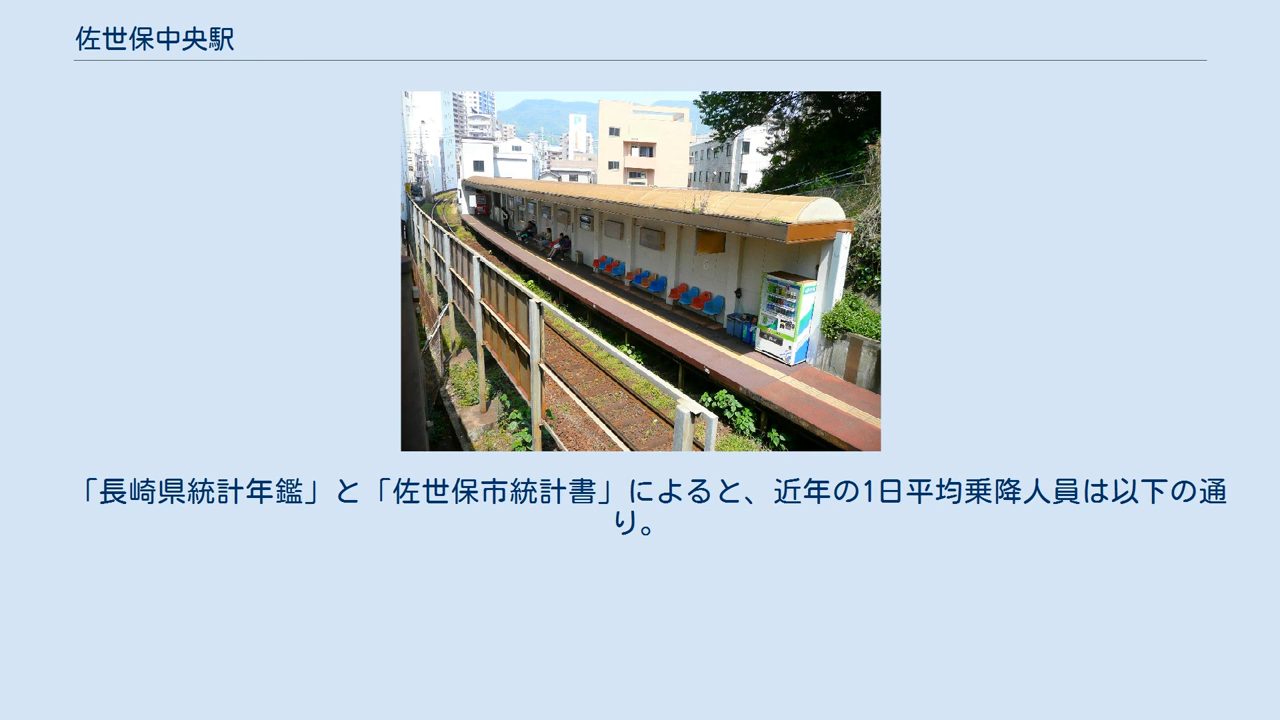 佐世保中央駅
「長崎県統計年鑑」と「佐世保市統計書」によると、近年の1日平均乗降人員は以下の通
り。